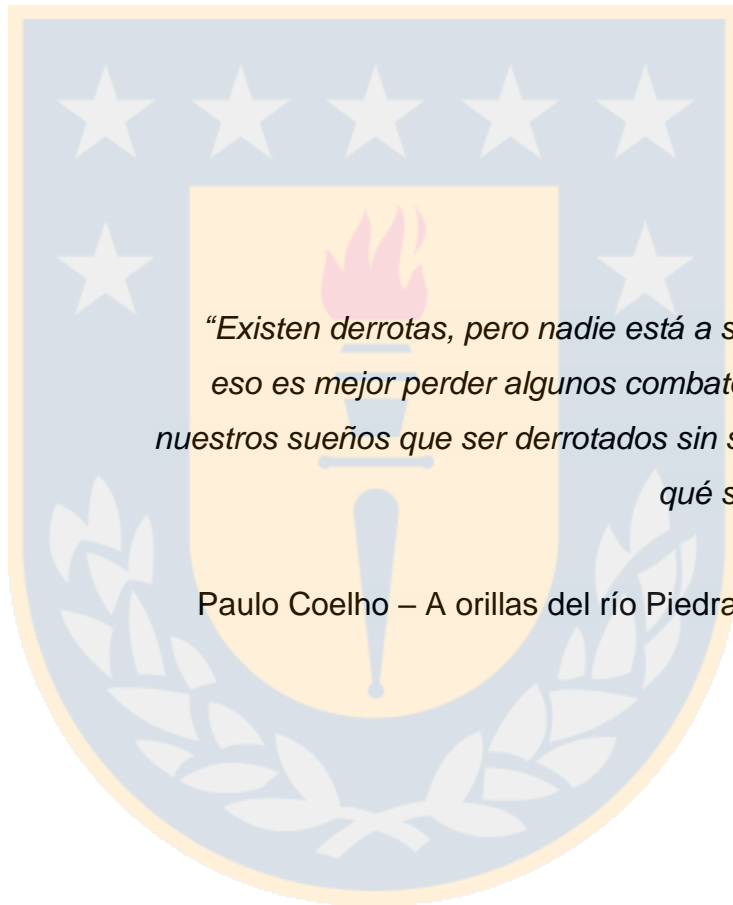 “Existen derrotas, pero nadie está a s
eso es mejor perder algunos combat
nuestros sueños que ser derrotados sin s
qué s
Paulo Coelho – A orillas del río Piedra